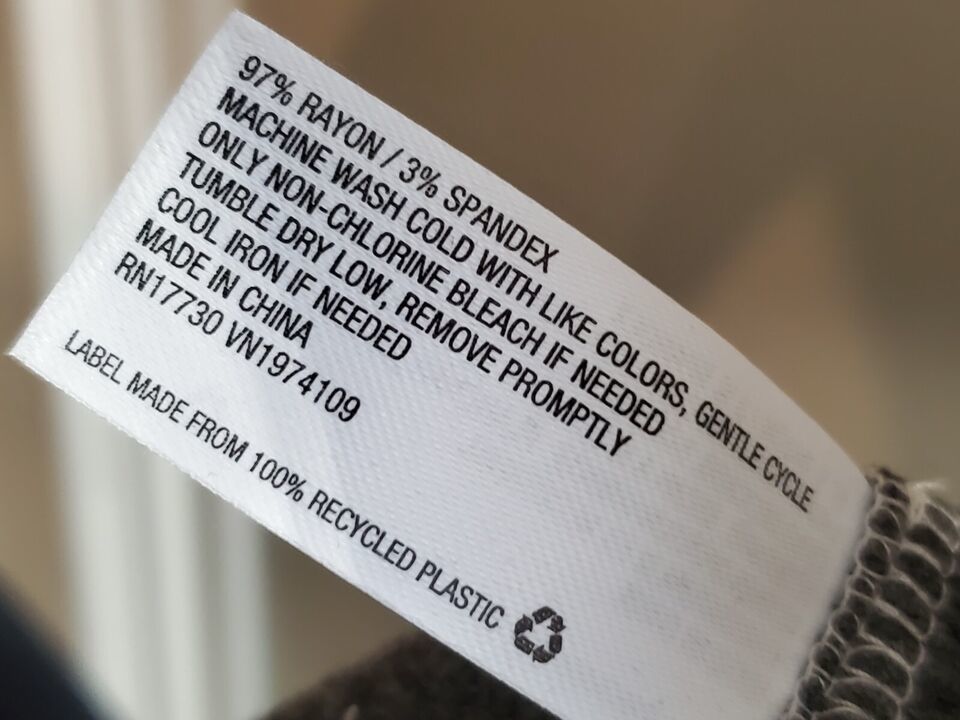 97% RAYON / 3% SPANDEX
MACHINE WASH COLD WITH LIKE COLORS, GENTLE CYCLE
ONLY NON-CHLORINE BLEACH IF NEEDED
TUMBLE DRY LOW, REMOVE PROMPTLY
COOL IRON IF NEEDED
MADE IN CHINA
RN17730 VN1974109
LABEL MADE FROM 100% RECYCLED PLASTIC